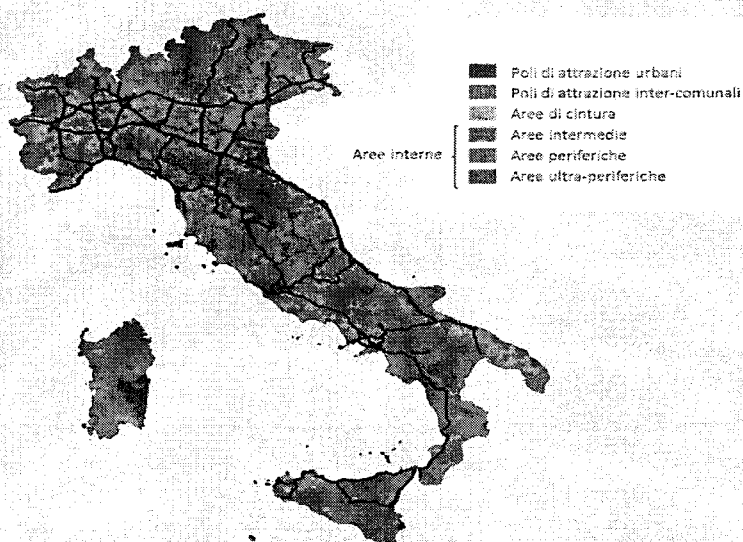 Poli di attrazione urbani
Poli di attrazione inter-comunali
Aree di cintura
Aree interne
Aree intermedie
Aree periferiche
Aree ultra-periferiche